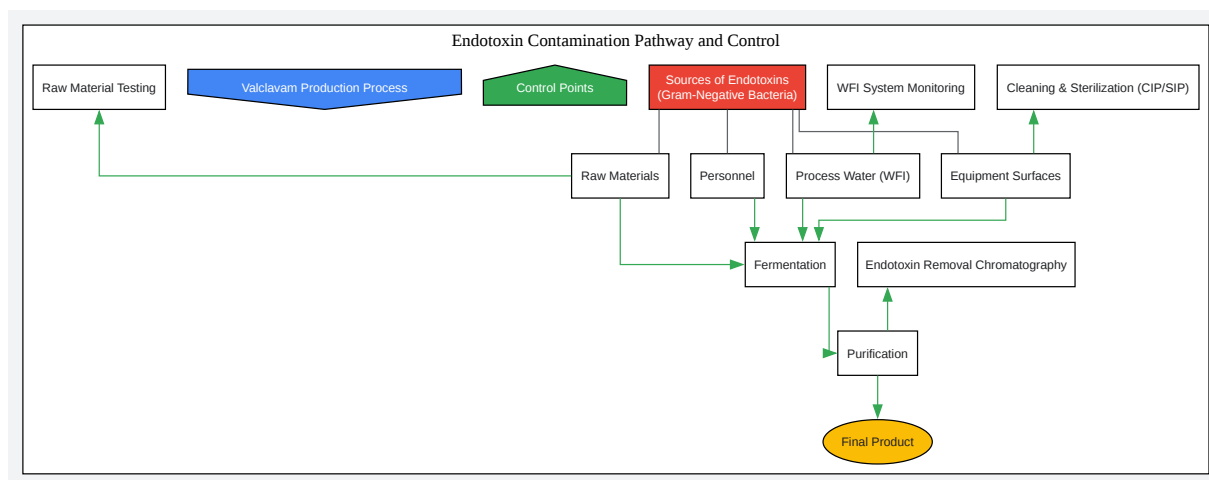 Endotoxin Contamination Pathway and Control
Raw Material Testing
Valclavam Production Process
Control Points
Sources of Endotoxins
(Gram-Negative Bacteria)
WFI System Monitoring
Cleaning & Sterilization (CIP/SIP)
Raw Materials
Personnel
Process Water (WFI)
Equipment Surfaces
Fermentation
Endotoxin Removal Chromatography
Purification
Final Product